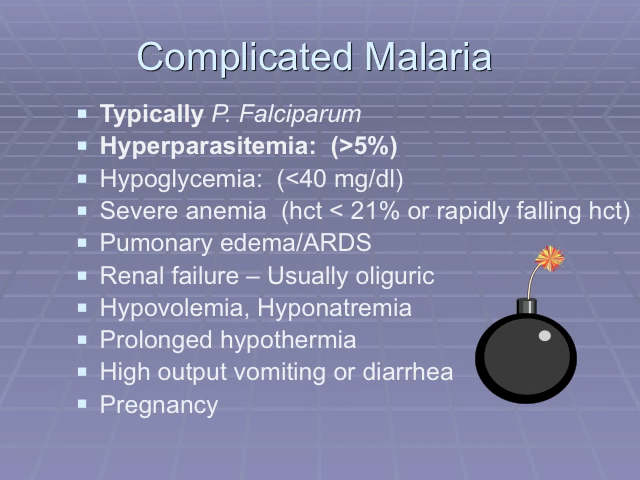 Complicated Malaria
Typically P. Falciparum
Hyperparasitemia: (>5%)
Hypoglycemia: (<40 mg/dl)
Severe anemia (hct < 21% or rapidly falling hct)
Pumonary edema/ARDS
Renal failure – Usually oliguric
Hypovolemia, Hyponatremia
Prolonged hypothermia
High output vomiting or diarrhea
Pregnancy